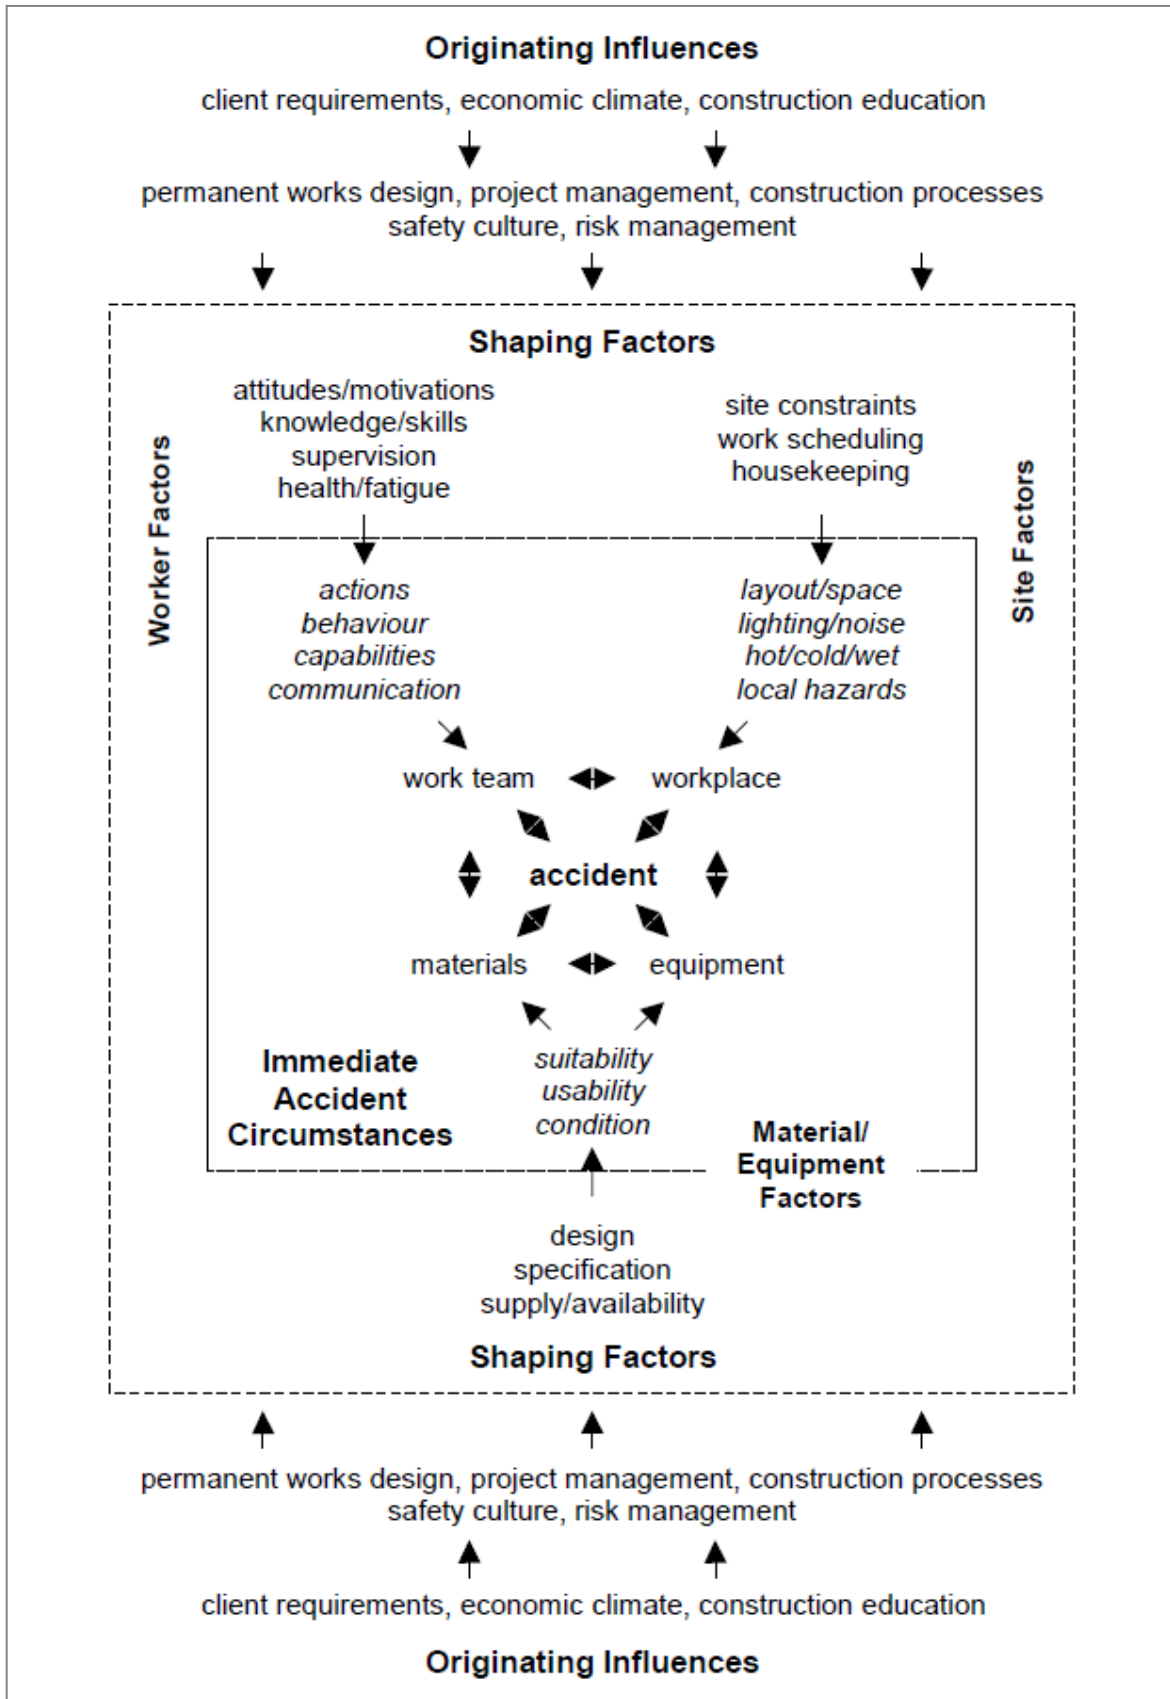 Originating Influences
client requirements, economic climate, construction education
permanent works design, project management, construction processes
safety culture, risk management
Shaping Factors
attitudes/motivations
knowledge/skills
supervision
health/fatigue
site constraints
work scheduling
housekeeping
Worker Factors
Site Factors
actions
behaviour
capabilities
communication
layout/space
lighting/noise
hot/cold/wet
local hazards
work team
workplace
accident
materials
equipment
suitability
usability
condition
Immediate
Accident
Circumstances
Material/
Equipment
Factors
design
specification
supply/availability
Shaping Factors
permanent works design, project management, construction processes
safety culture, risk management
client requirements, economic climate, construction education
Originating Influences